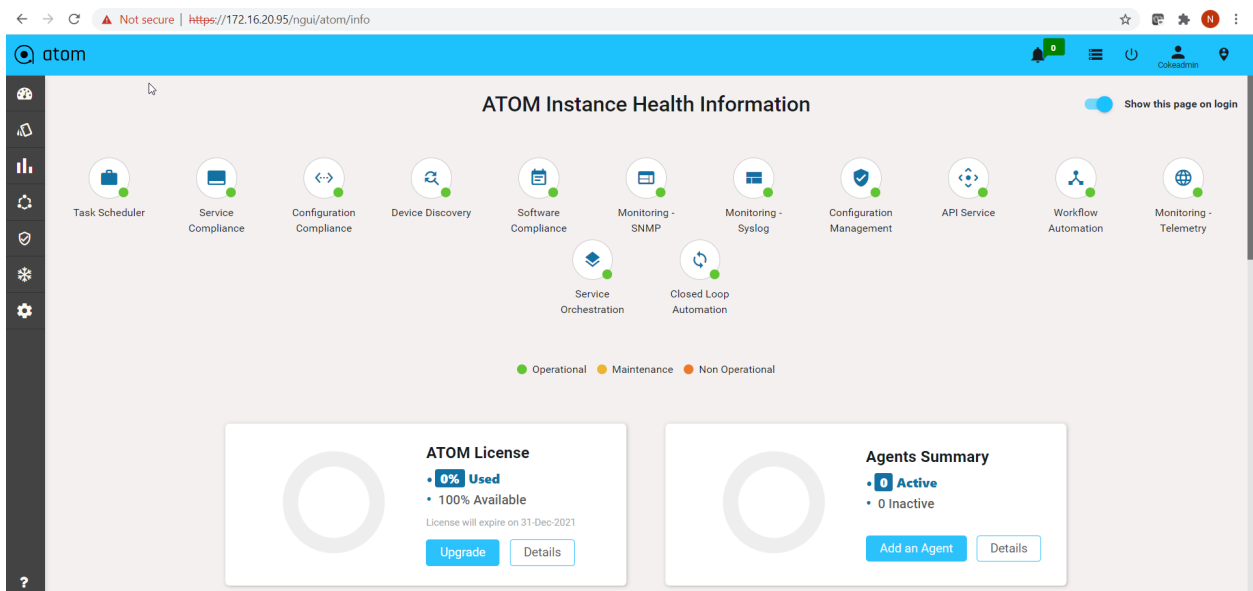 Not secure | https://172.16.20.95/ngui/atom/info
N
atom
0
Cokeadmin
ATOM Instance Health Information
Show this page on login
Task Scheduler
Service
Compliance
Configuration
Compliance
Device Discovery
Software
Compliance
Monitoring -
SNMP
Monitoring -
Syslog
Configuration
Management
API Service
Workflow
Automation
Monitoring -
Telemetry
Service
Orchestration
Closed Loop
Automation
Operational Maintenance Non Operational
ATOM License
• 0% Used
• 100% Available
License will expire on 31-Dec-2021
Upgrade Details
Agents Summary
• 0 Active
• 0 Inactive
Add an Agent Details
?